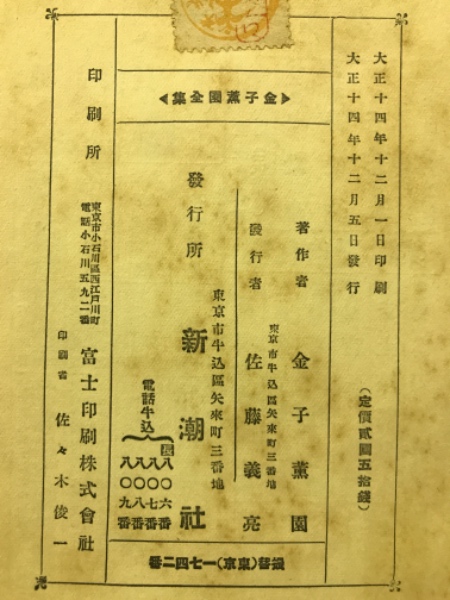 大正十四年十二月一日印刷
大正十四年十二月五日發行
(定價貳圓五拾錢)
◀金子薰園全集▶
著作者 金子薰園
東京市牛込區矢來町三番地
發行者 佐藤義亮
東京市牛込區矢來町三番地
發行所 新潮社
電話牛込
長八〇六番
八〇七番
八〇八番
八〇九番
振替(東京)一七四二番
印刷所
東京市小石川區西江戸川町
電話小石川五九二番
富士印刷株式會社
印刷者 佐々木俊一